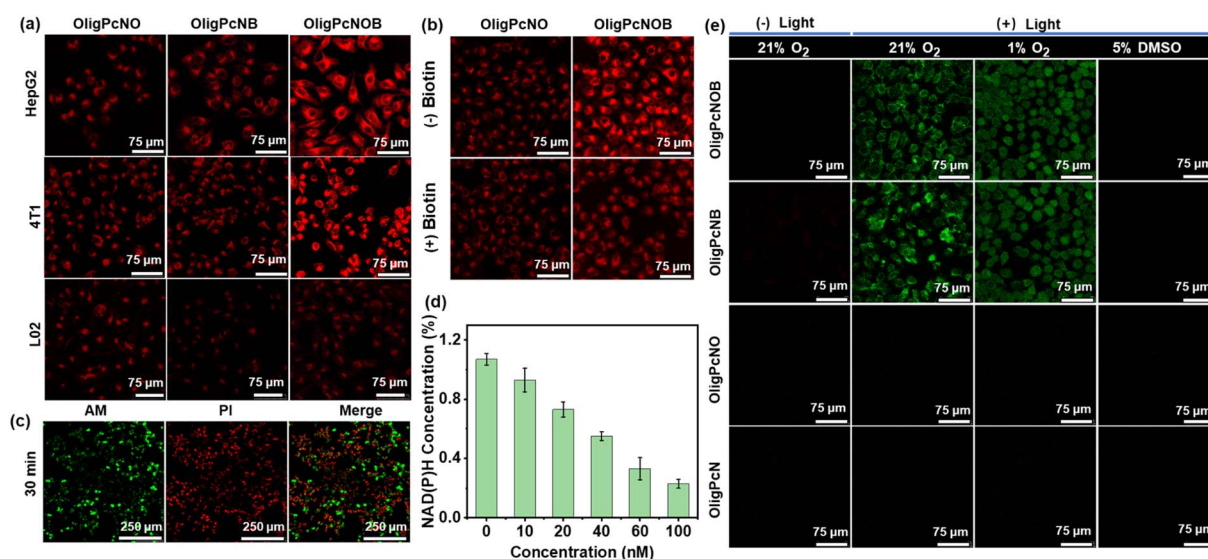 (a)
OligPcNO OligPcNB OligPcNOB
HepG2
75 µm 75 µm 75 µm
4T1
75 µm 75 µm 75 µm
L02
75 µm 75 µm 75 µm
(b)
OligPcNO OligPcNOB
(-) Biotin
75 µm 75 µm
(+) Biotin
75 µm 75 µm
(c)
AM PI Merge
30 min
250 µm 250 µm 250 µm
(d)
NAD(P)H Concentration (%)
1.2
0.8
0.4
0.0
0 10 20 40 60 100
Concentration (nM)
(e)
(-) Light (+) Light
21% O2 21% O2 1% O2 5% DMSO
OligPcNOB
75 µm 75 µm 75 µm 75 µm
OligPcNB
75 µm 75 µm 75 µm 75 µm
OligPcNO
75 µm 75 µm 75 µm 75 µm
OligPcN
75 µm 75 µm 75 µm 75 µm